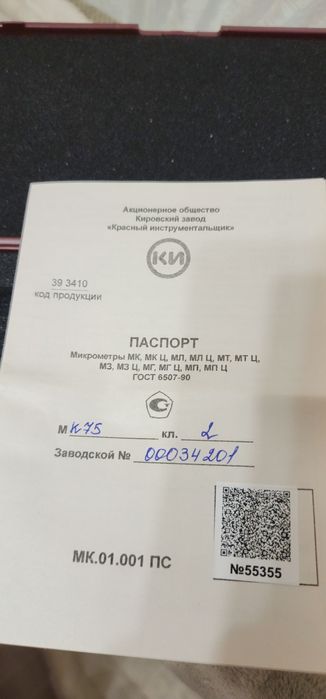 Акционерное общество
Кировский завод
«Красный инструментальщик»
КИ
39 3410
код продукции
ПАСПОРТ
Микрометры МК, МК Ц, МЛ, МЛ Ц, МТ, МТ Ц,
МЗ, МЗ Ц, МГ, МГ Ц, МП, МП Ц
ГОСТ 6507-90
М К75 кл. 2
Заводской № 00034201
№55355
МК.01.001 ПС